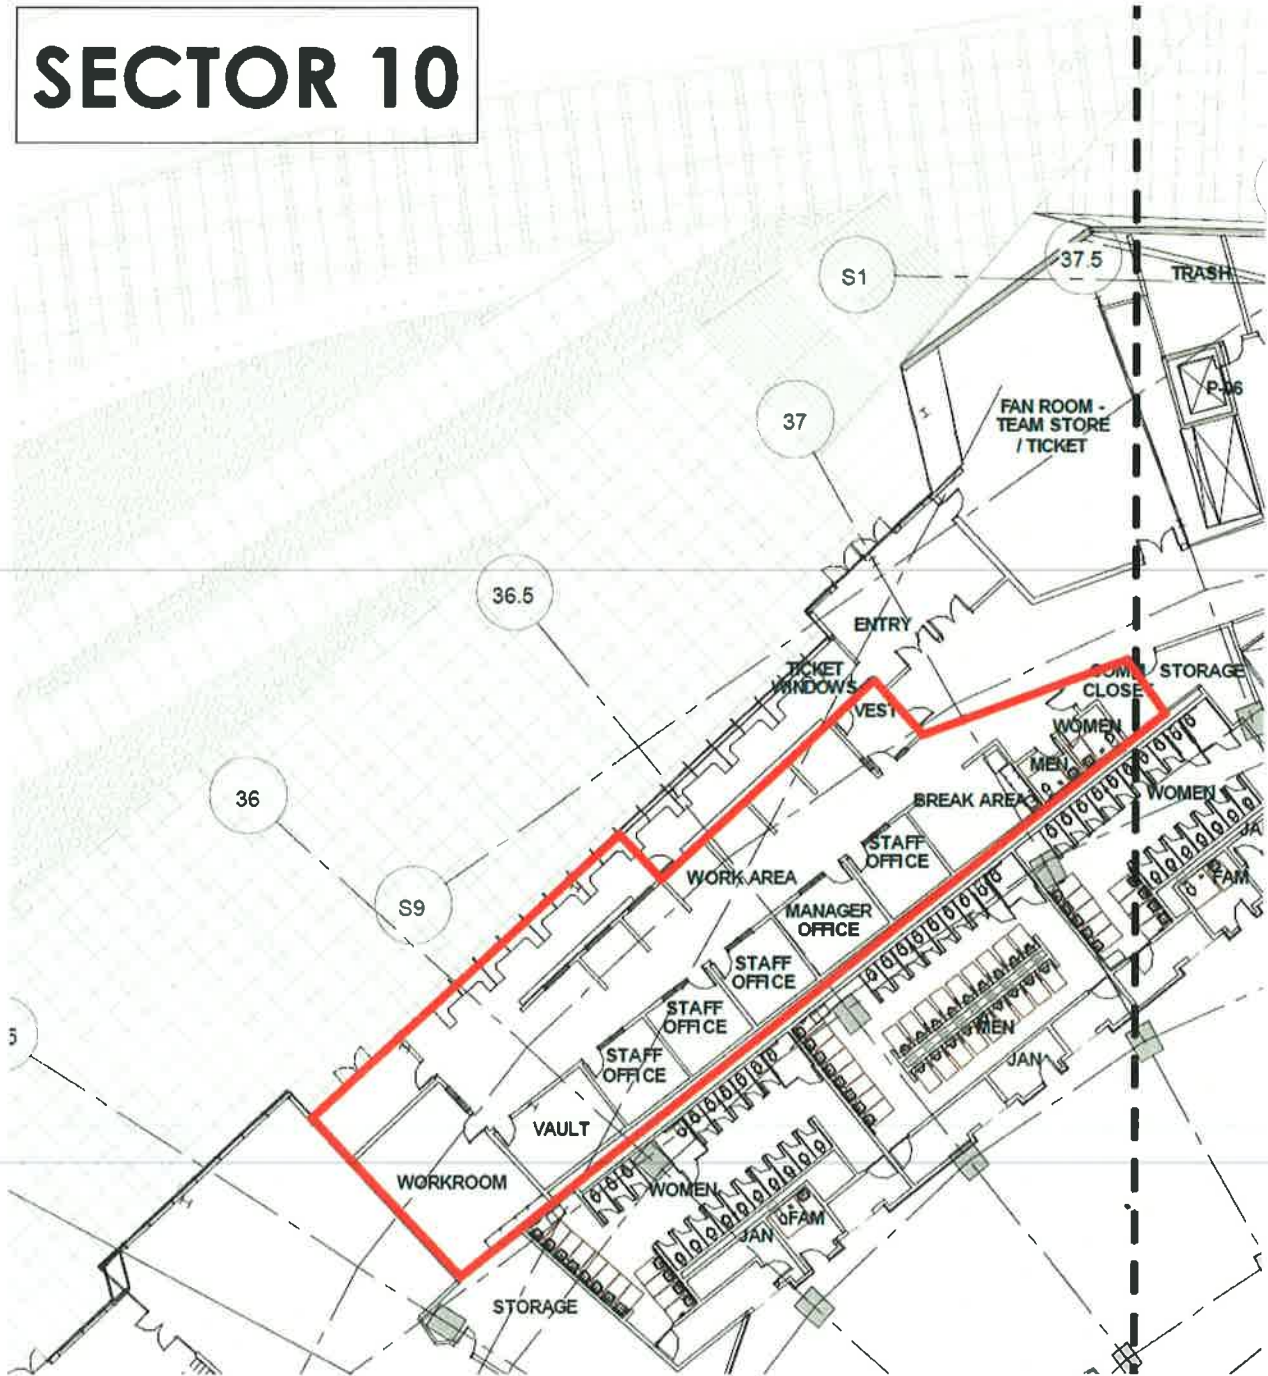 SECTOR 10
S1
37.5
TRASH
37
FAN ROOM -
TEAM STORE
/ TICKET
36.5
ENTRY
TICKET
WINDOWS
VEST
STORAGE
WOMEN
MEN
BREAK AREA
WOMEN
36
S9
WORK AREA
STAFF
OFFICE
FAM
MANAGER
OFFICE
STAFF
OFFICE
STAFF
OFFICE
MEN
JAN
STAFF
OFFICE
VAULT
WORKROOM
WOMEN
FAM
JAN
STORAGE